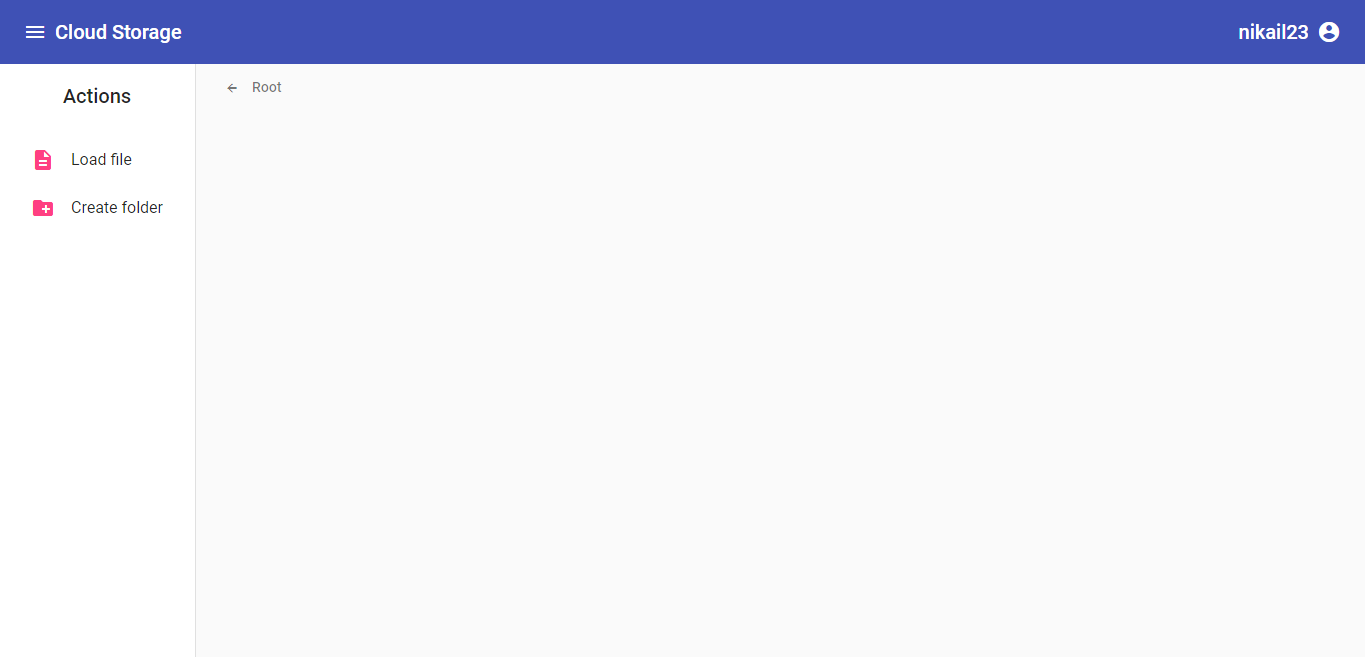 Cloud Storage
nikail23
Actions
Root
Load file
Create folder